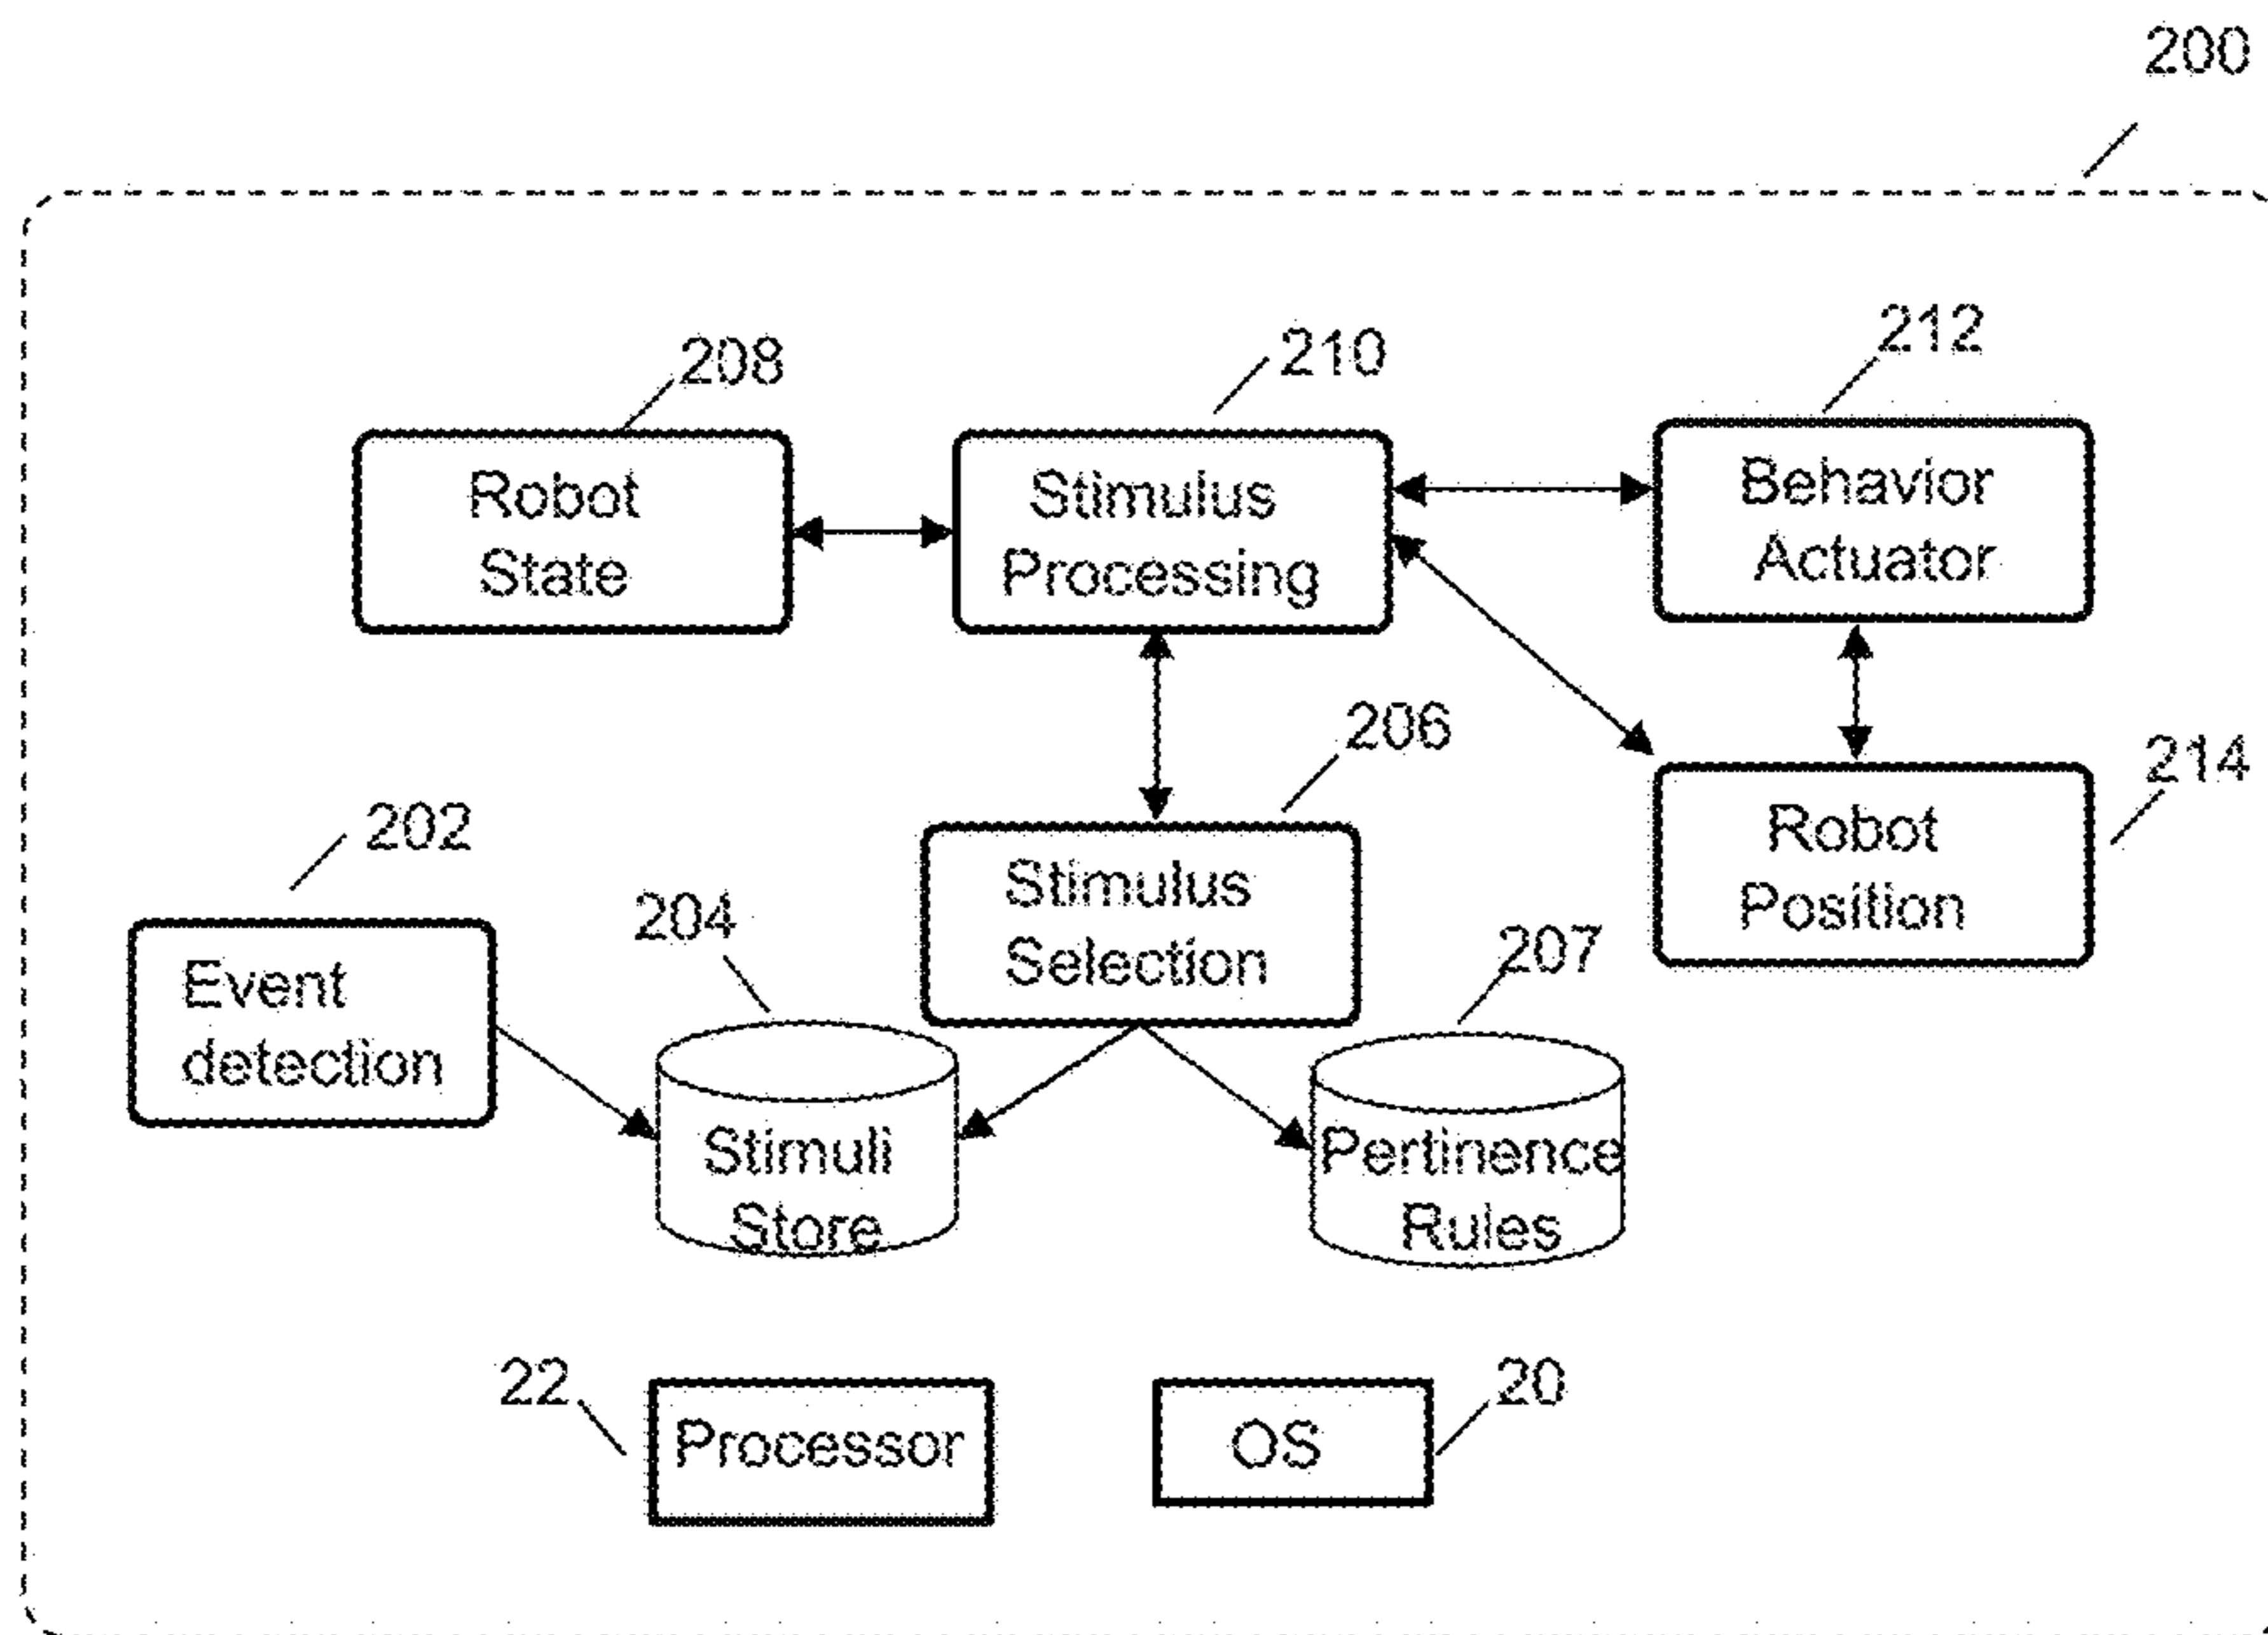 200
208
210
212
Robot
State
Stimulus
Processing
Behavior
Actuator
206
214
202
Robot
Position
204
Stimulus
Selection
207
Event
detection
Stimuli
Store
Pertinence
Rules
22
Processor
OS
20